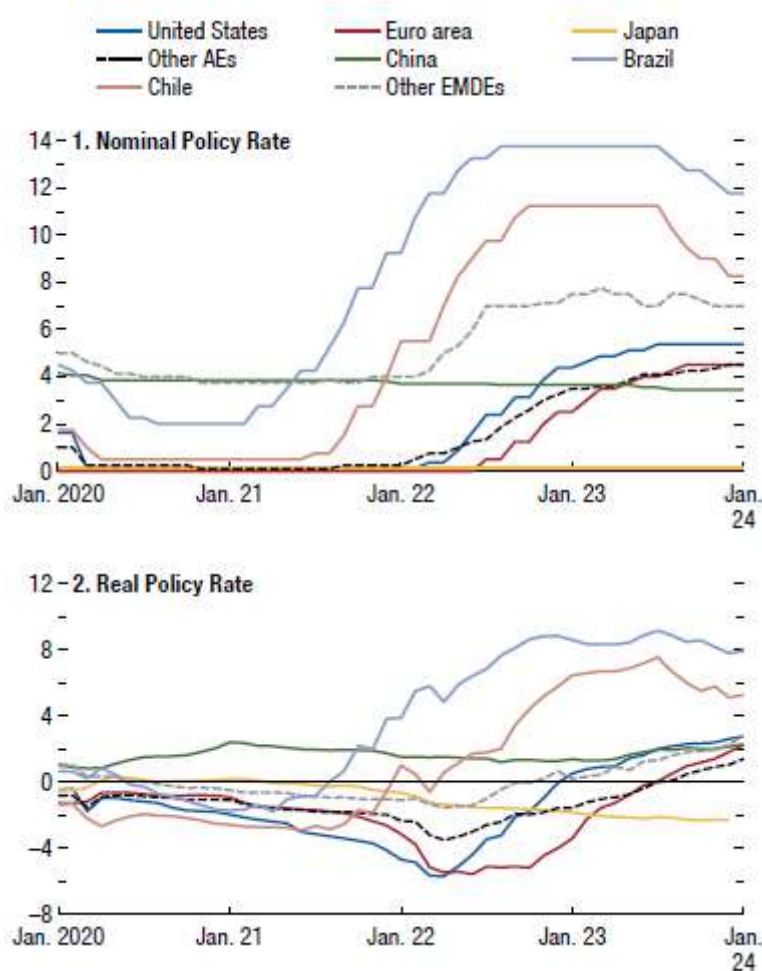 United States Euro area Japan
Other AEs China Brazil
Chile Other EMDEs
14 1. Nominal Policy Rate
12
10
8
6
4
2
0
Jan. 2020 Jan. 21 Jan. 22 Jan. 23 Jan.
24
12 2. Real Policy Rate
8
4
0
−4
−8
Jan. 2020 Jan. 21 Jan. 22 Jan. 23 Jan.
24